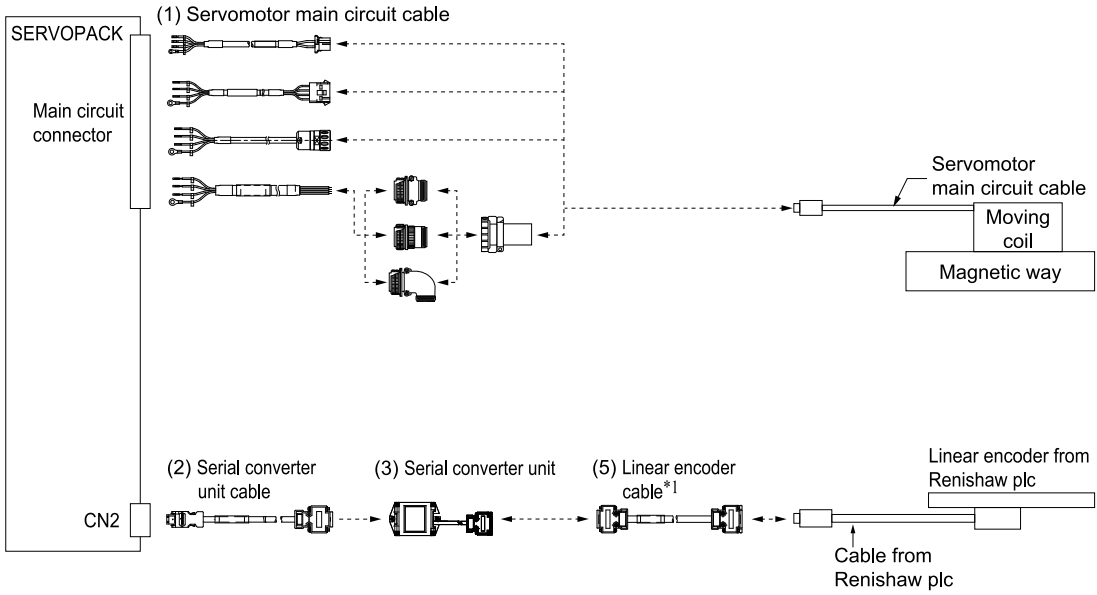 (1) Servomotor main circuit cable
SERVOPACK
Main circuit
connector
Servomotor
main circuit cable
Moving
coil
Magnetic way
(2) Serial converter
unit cable
(3) Serial converter unit
(5) Linear encoder
cable*1
Linear encoder from
Renishaw plc
CN2
Cable from
Renishaw plc